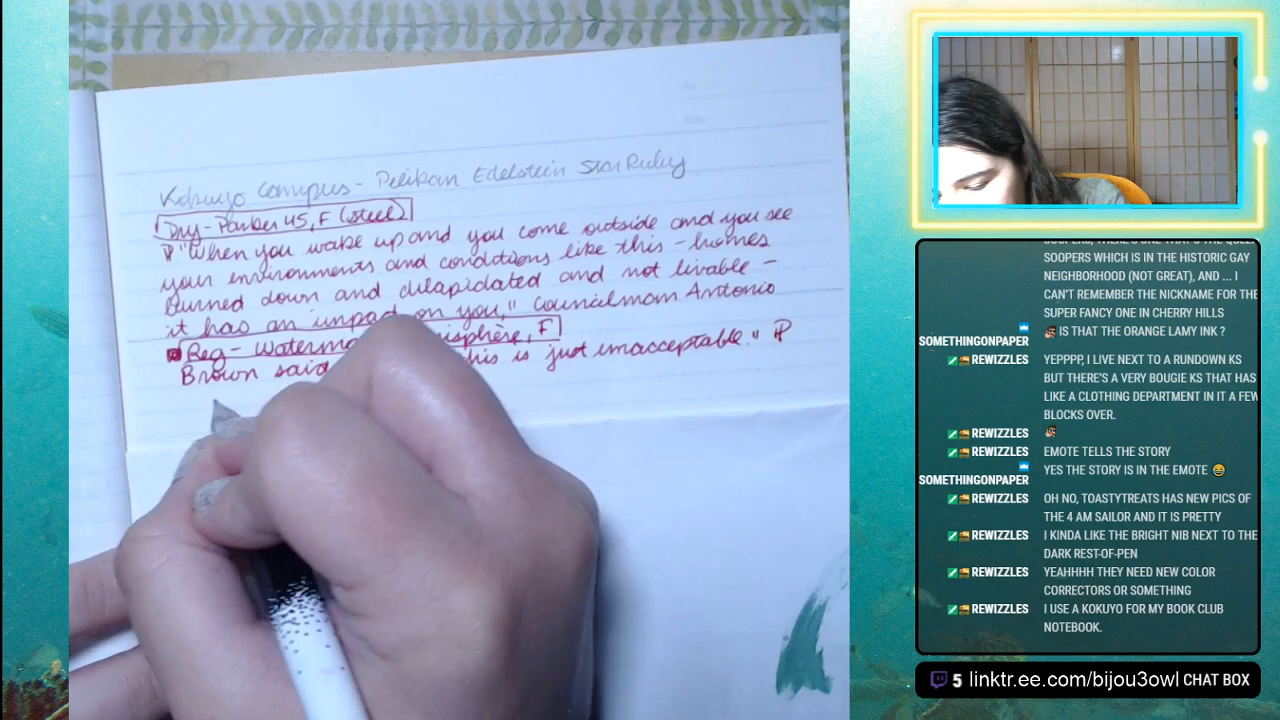 Kokuyo Campus - Pelikan Edelstein Star Ruby
Dry - Parker 45, F (steel)
"When you wake up and you come outside and you see
your environments and conditions like this - homes
burned down and dilapidated and not livable -
it has an impact on you," Councilman Antonio
Reg - F
Brown said this is just unacceptable."
SOOPERS WHICH IS IN THE HISTORIC GAY
NEIGHBORHOOD (NOT GREAT), AND ... I
CAN'T REMEMBER THE NICKNAME FOR THE
SUPER FANCY ONE IN CHERRY HILLS
SOMETHINGONPAPER IS THAT THE ORANGE LAMY INK ?
REWIZZLES YEPPPP, I LIVE NEXT TO A RUNDOWN KS
BUT THERE'S A VERY BOUGIE KS THAT HAS
LIKE A CLOTHING DEPARTMENT IN IT A FEW
BLOCKS OVER.
REWIZZLES
REWIZZLES EMOTE TELLS THE STORY
SOMETHINGONPAPER YES THE STORY IS IN THE EMOTE
REWIZZLES OH NO, TOASTYTREATS HAS NEW PICS OF
THE 4 AM SAILOR AND IT IS PRETTY
REWIZZLES I KINDA LIKE THE BRIGHT NIB NEXT TO THE
DARK REST-OF-PEN
REWIZZLES YEAHHHH THEY NEED NEW COLOR
CORRECTORS OR SOMETHING
REWIZZLES I USE A KOKUYO FOR MY BOOK CLUB
NOTEBOOK.
5 linktr.ee.com/bijou3owl CHAT BOX